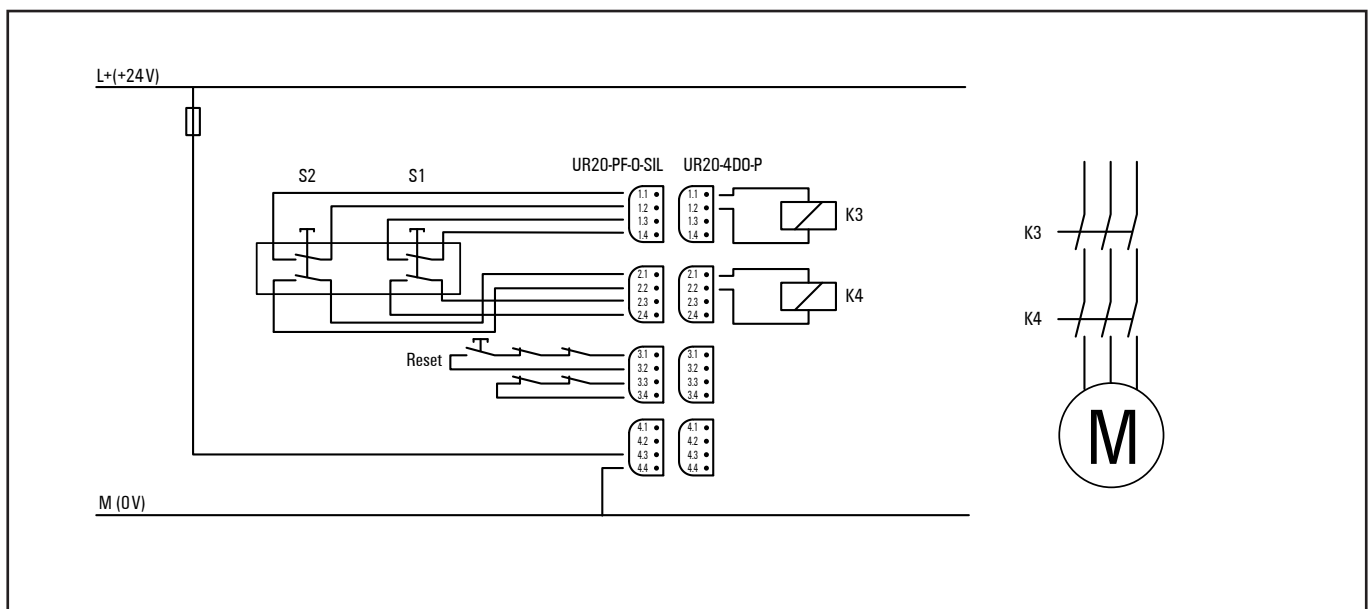 L+(+24 V)
UR20-PF-O-SIL UR20-4DO-P
S2 S1
1.1 1.1
1.2 1.2
1.3 1.3
1.4 1.4
K3
K3
2.1 2.1
2.2 2.2
2.3 2.3
2.4 2.4
K4
K4
Reset
3.1 3.1
3.2 3.2
3.3 3.3
3.4 3.4
4.1 4.1
4.2 4.2
4.3 4.3
4.4 4.4
M
M (0 V)